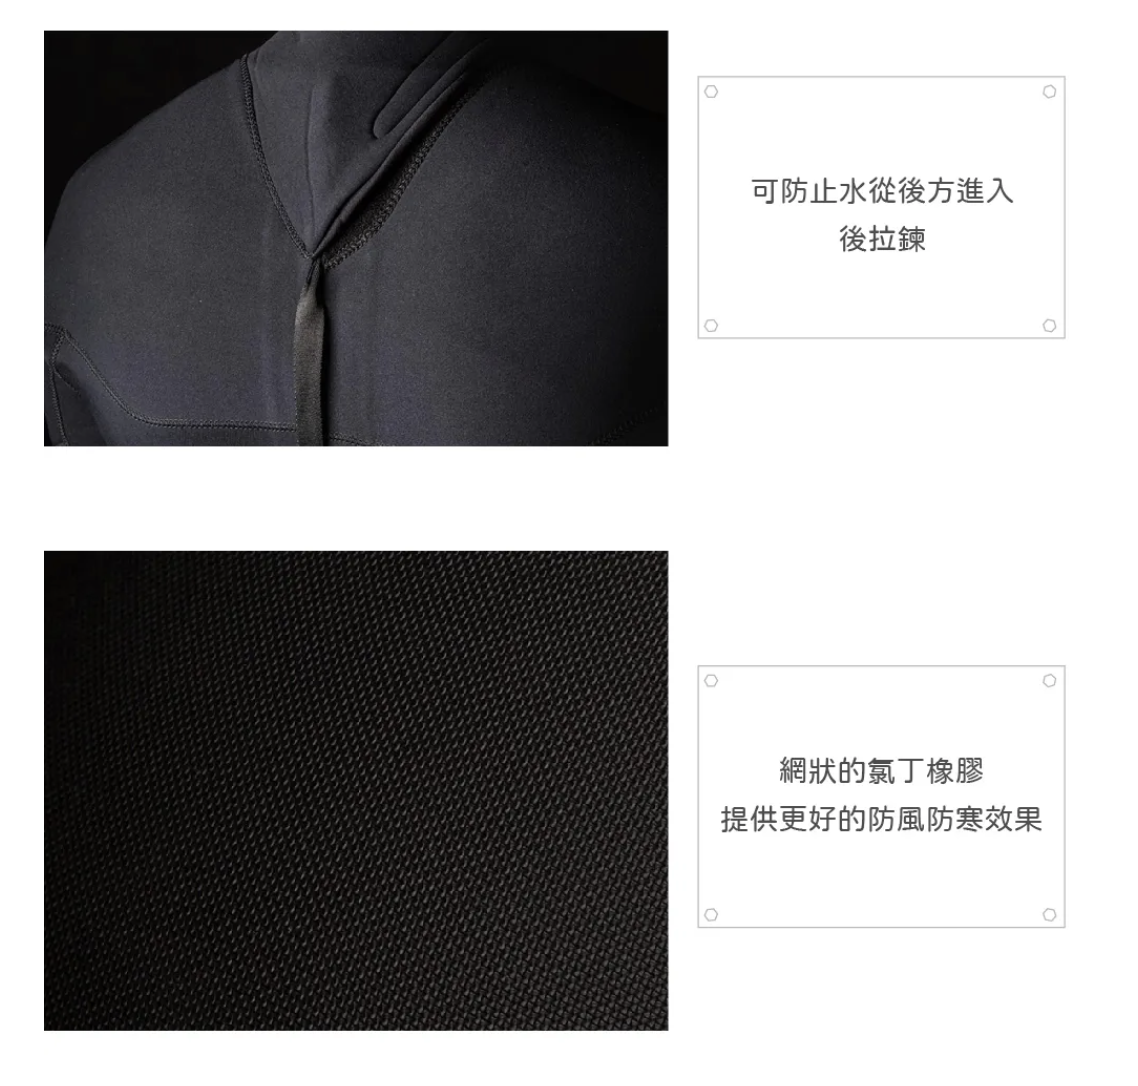 可防止水從後方進入
後拉鍊
網狀的氯丁橡膠
提供更好的防風防寒效果